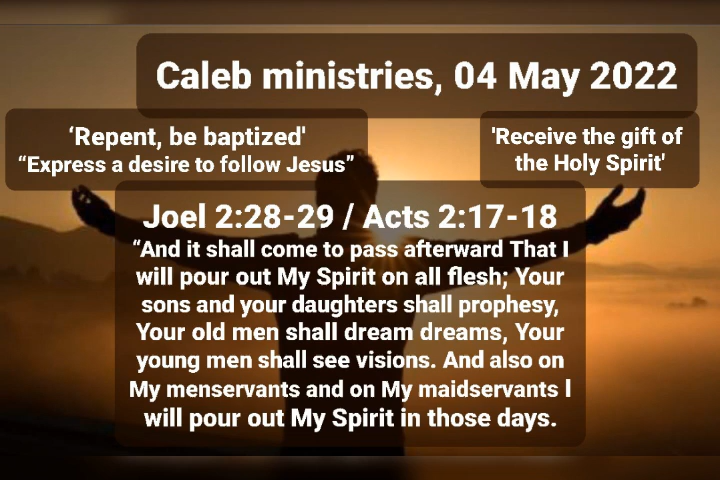 Caleb ministries, 04 May 2022
‘Repent, be baptized'
“Express a desire to follow Jesus”
'Receive the gift of
the Holy Spirit'
Joel 2:28-29 / Acts 2:17-18
“And it shall come to pass afterward That I
will pour out My Spirit on all flesh; Your
sons and your daughters shall prophesy,
Your old men shall dream dreams, Your
young men shall see visions. And also on
My menservants and on My maidservants I
will pour out My Spirit in those days.